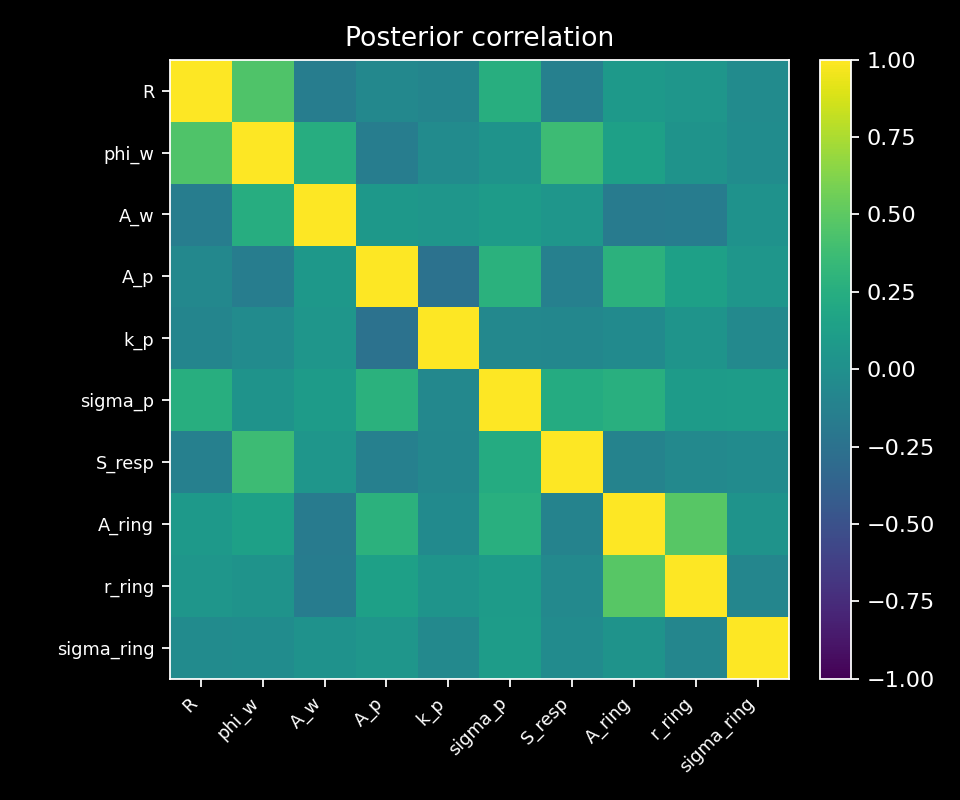 Posterior correlation
R
phi_w
A_w
A_p
k_p
sigma_p
S_resp
A_ring
r_ring
sigma_ring
R
phi_w
A_w
A_p
k_p
sigma_p
S_resp
A_ring
r_ring
sigma_ring
1.00
0.75
0.50
0.25
0.00
−0.25
−0.50
−0.75
−1.00